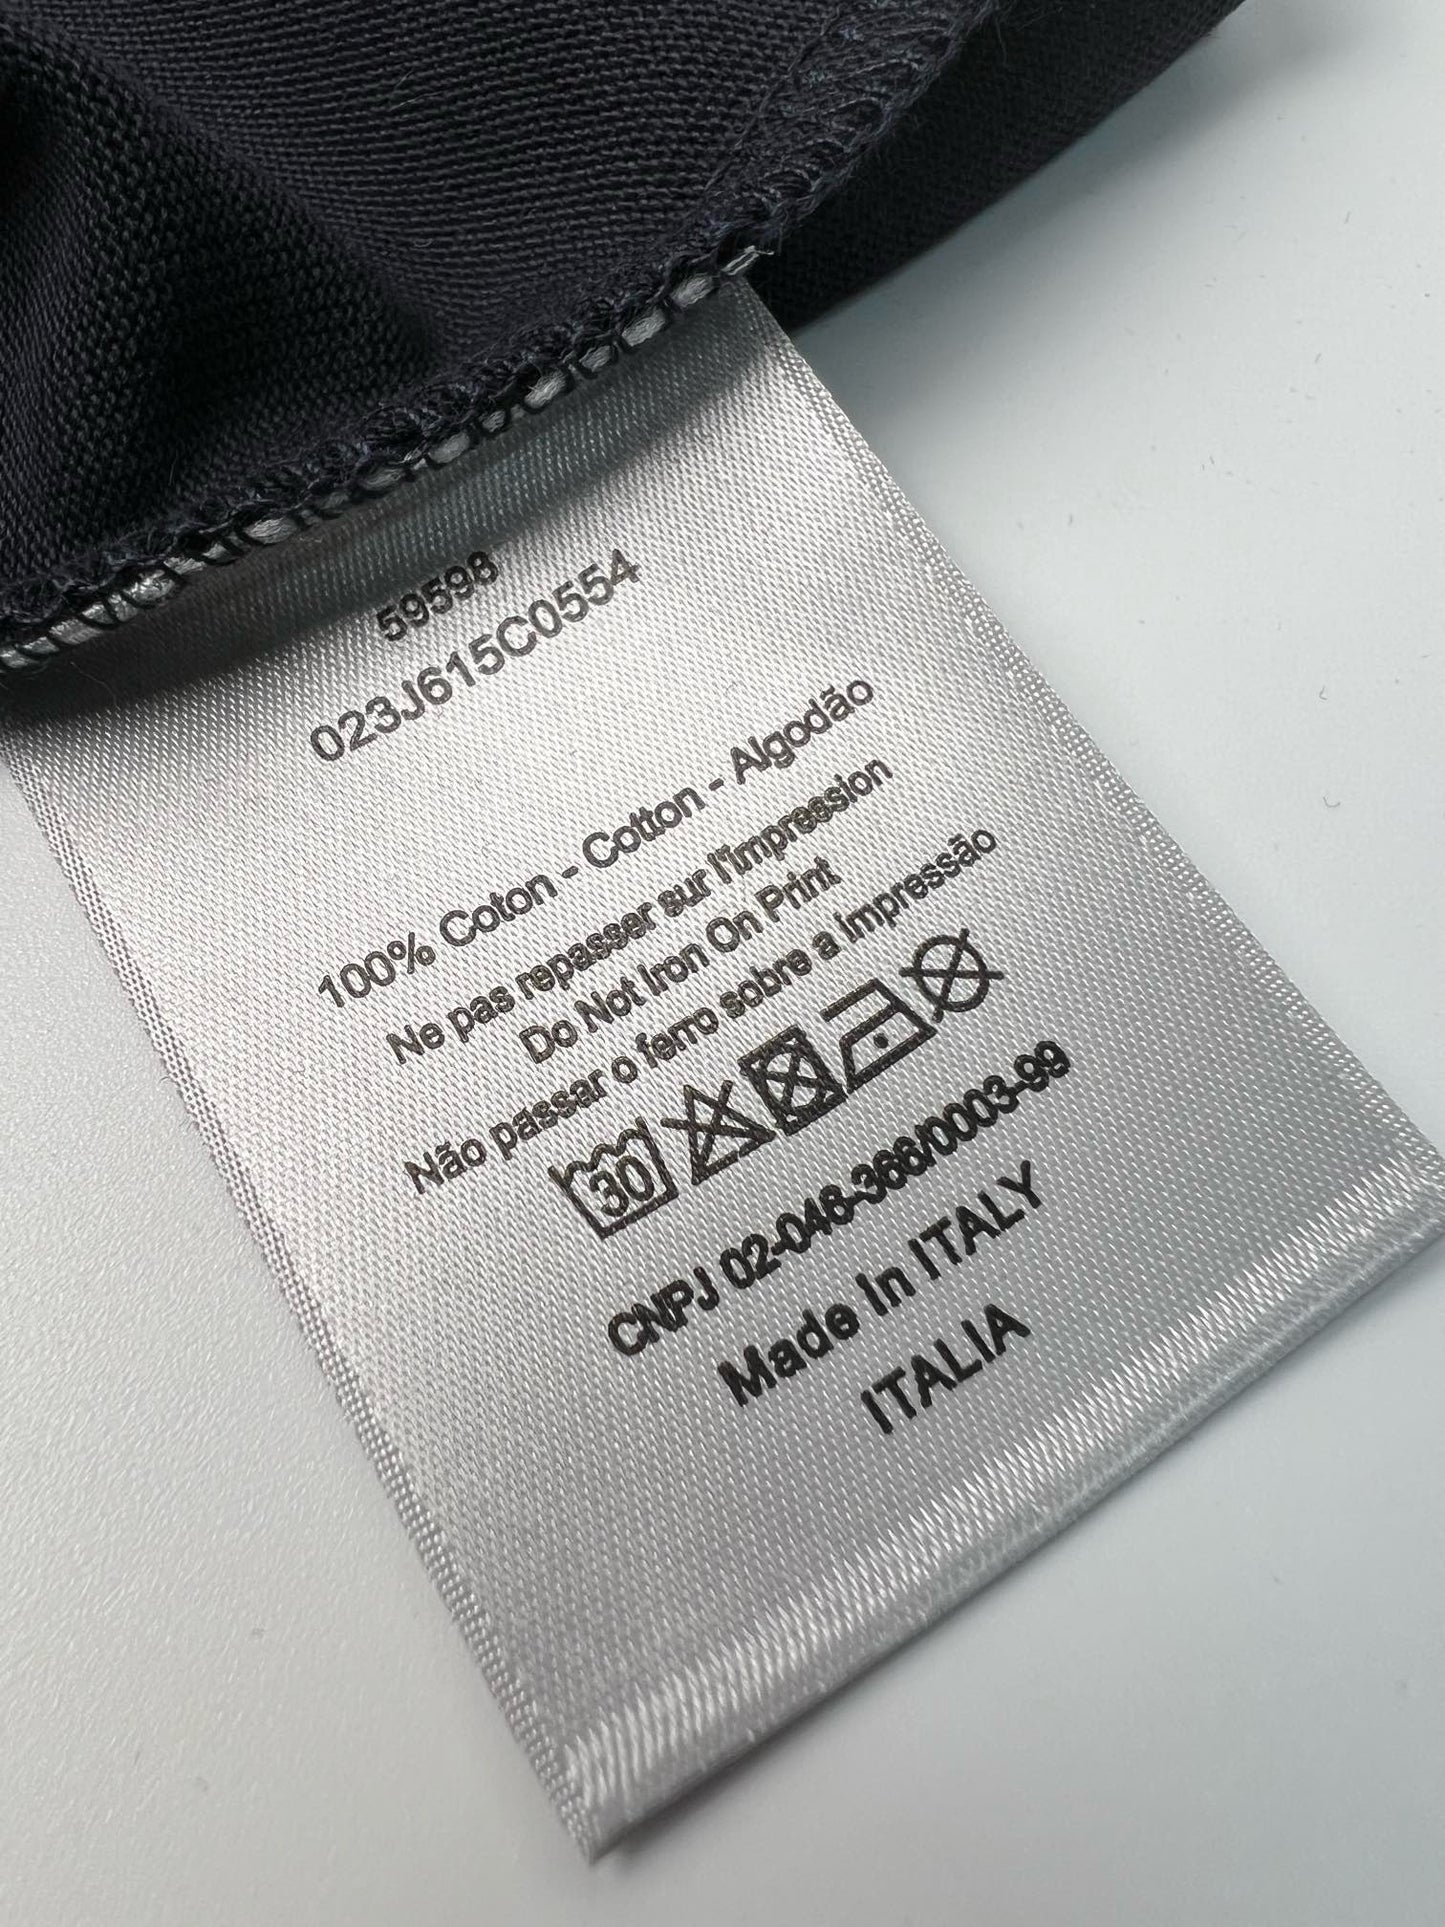 59598
023J615C0554
100% Coton - Cotton - Algodão
Ne pas repasser sur l'impression
Do Not Iron On Print
Não passar o ferro sobre a impressão
30
CNPJ 02-046-366/0003-99
Made In ITALY
ITALIA